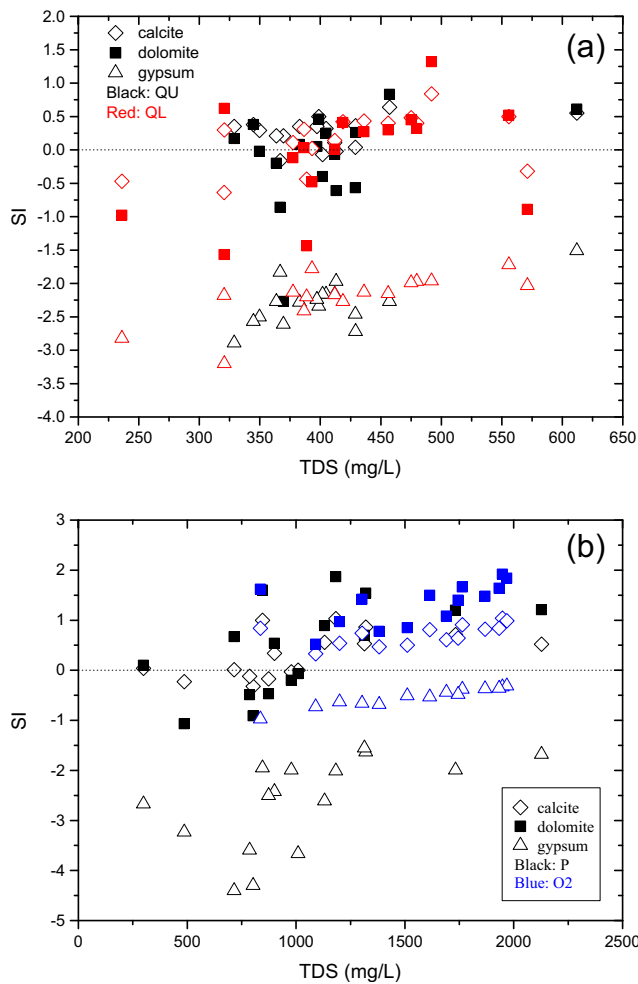 (a)
calcite
dolomite
gypsum
Black: QU
Red: QL
2.0
1.5
1.0
0.5
0.0
-0.5
-1.0
-1.5
-2.0
-2.5
-3.0
-3.5
-4.0
SI
200 250 300 350 400 450 500 550 600 650
TDS (mg/L)
(b)
3
2
1
0
-1
-2
-3
-4
-5
SI
calcite
dolomite
gypsum
Black: P
Blue: O2
0 500 1000 1500 2000 2500
TDS (mg/L)